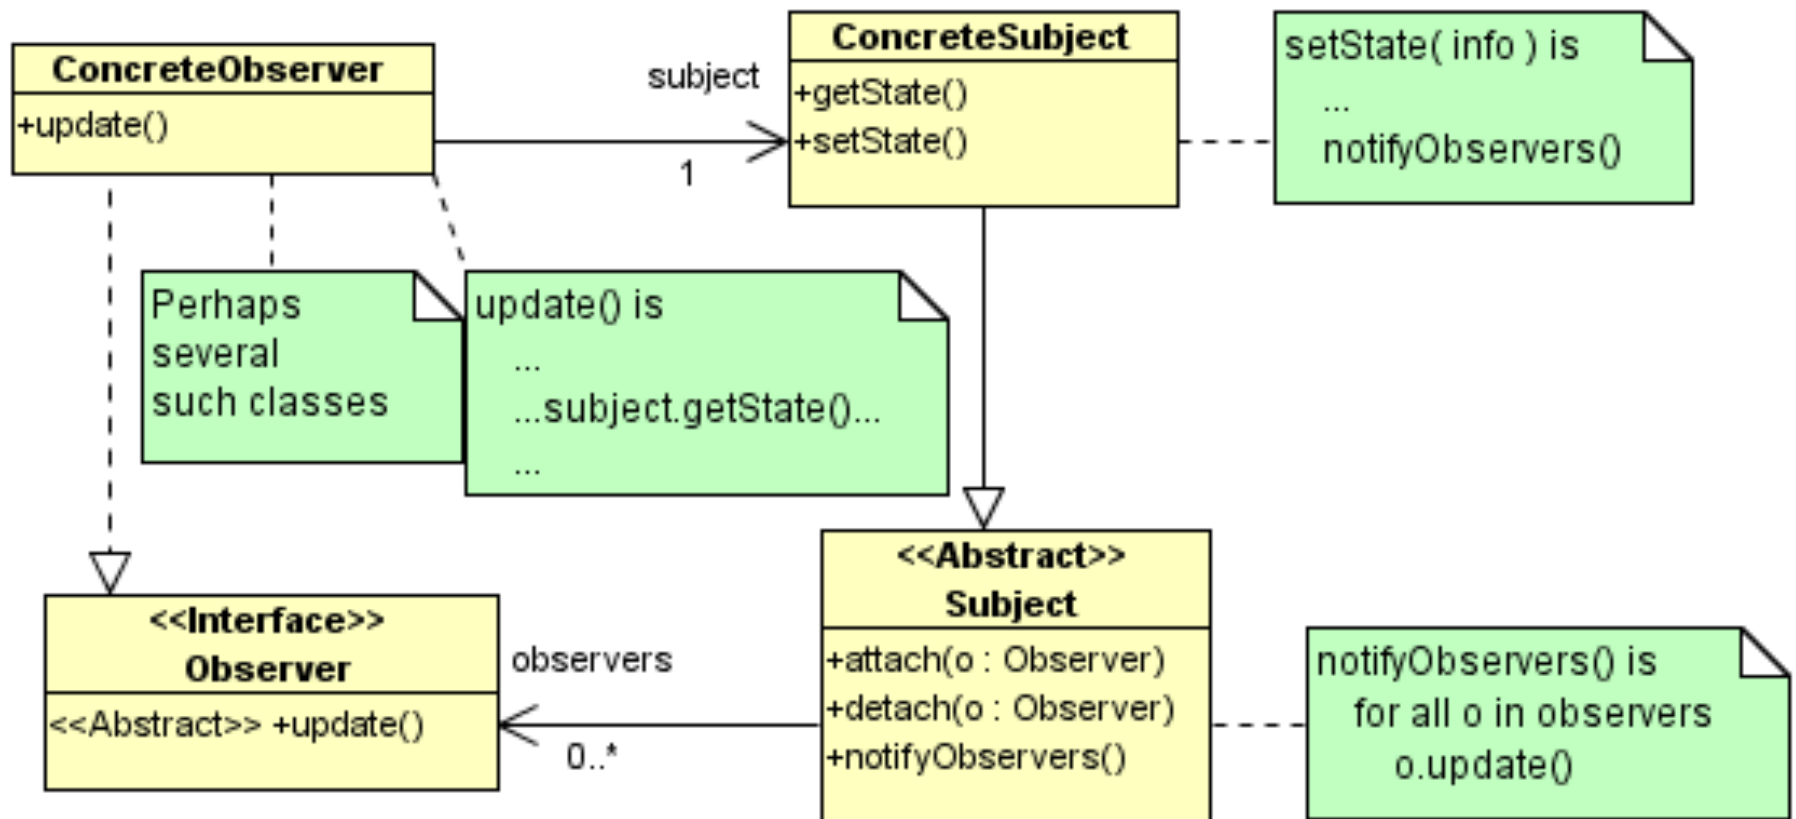 ConcreteObserver
+update()
subject
1
ConcreteSubject
+getState()
+setState()
setState( info ) is
...
notifyObservers()
Perhaps
several
such classes
update() is
...
...subject.getState()...
...
<<Interface>>
Observer
<<Abstract>> +update()
observers
0..*
<<Abstract>>
Subject
+attach(o : Observer)
+detach(o : Observer)
+notifyObservers()
notifyObservers() is
for all o in observers
o.update()